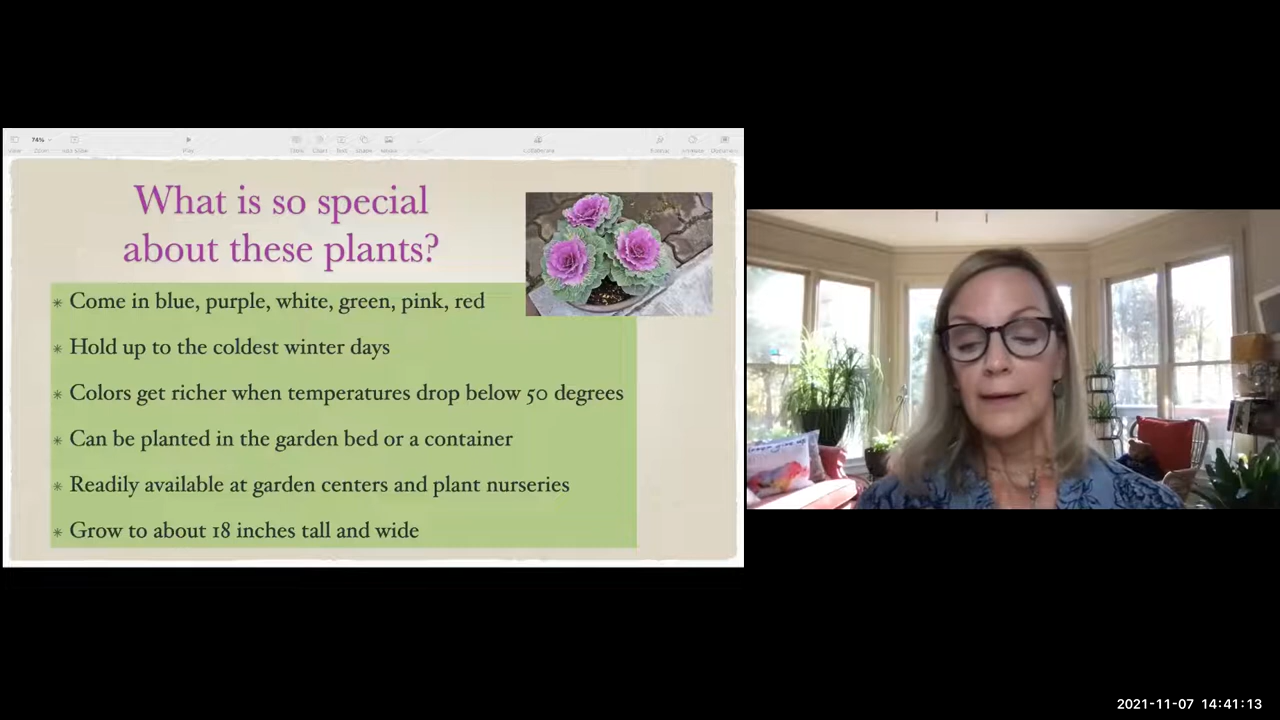 74%
What is so special
about these plants?
* Come in blue, purple, white, green, pink, red
* Hold up to the coldest winter days
* Colors get richer when temperatures drop below 50 degrees
* Can be planted in the garden bed or a container
* Readily available at garden centers and plant nurseries
* Grow to about 18 inches tall and wide
2021-11-07 14:41:13